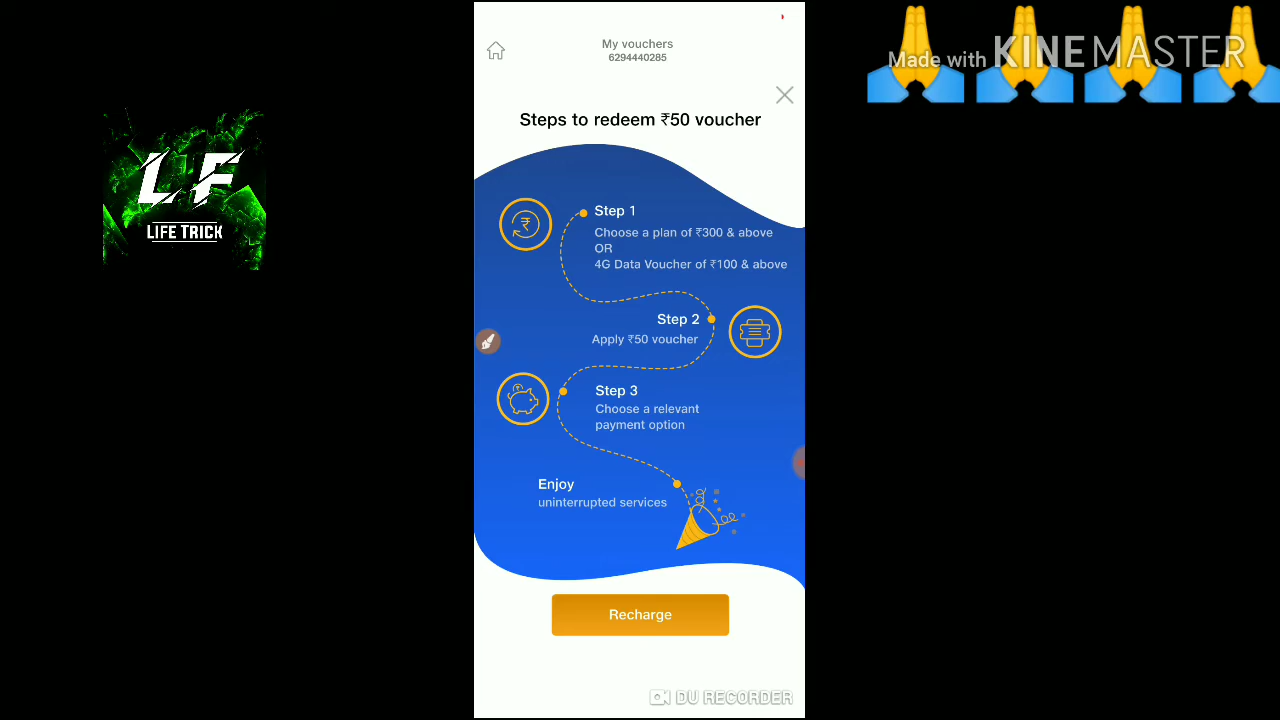 My vouchers
6294440285
Steps to redeem ₹50 voucher
Step 1
Choose a plan of ₹300 & above
OR
4G Data Voucher of ₹100 & above
Step 2
Apply ₹50 voucher
Step 3
Choose a relevant
payment option
Enjoy
uninterrupted services
Recharge
DU RECORDER
LF
LIFE TRICK
Made with KINEMASTER